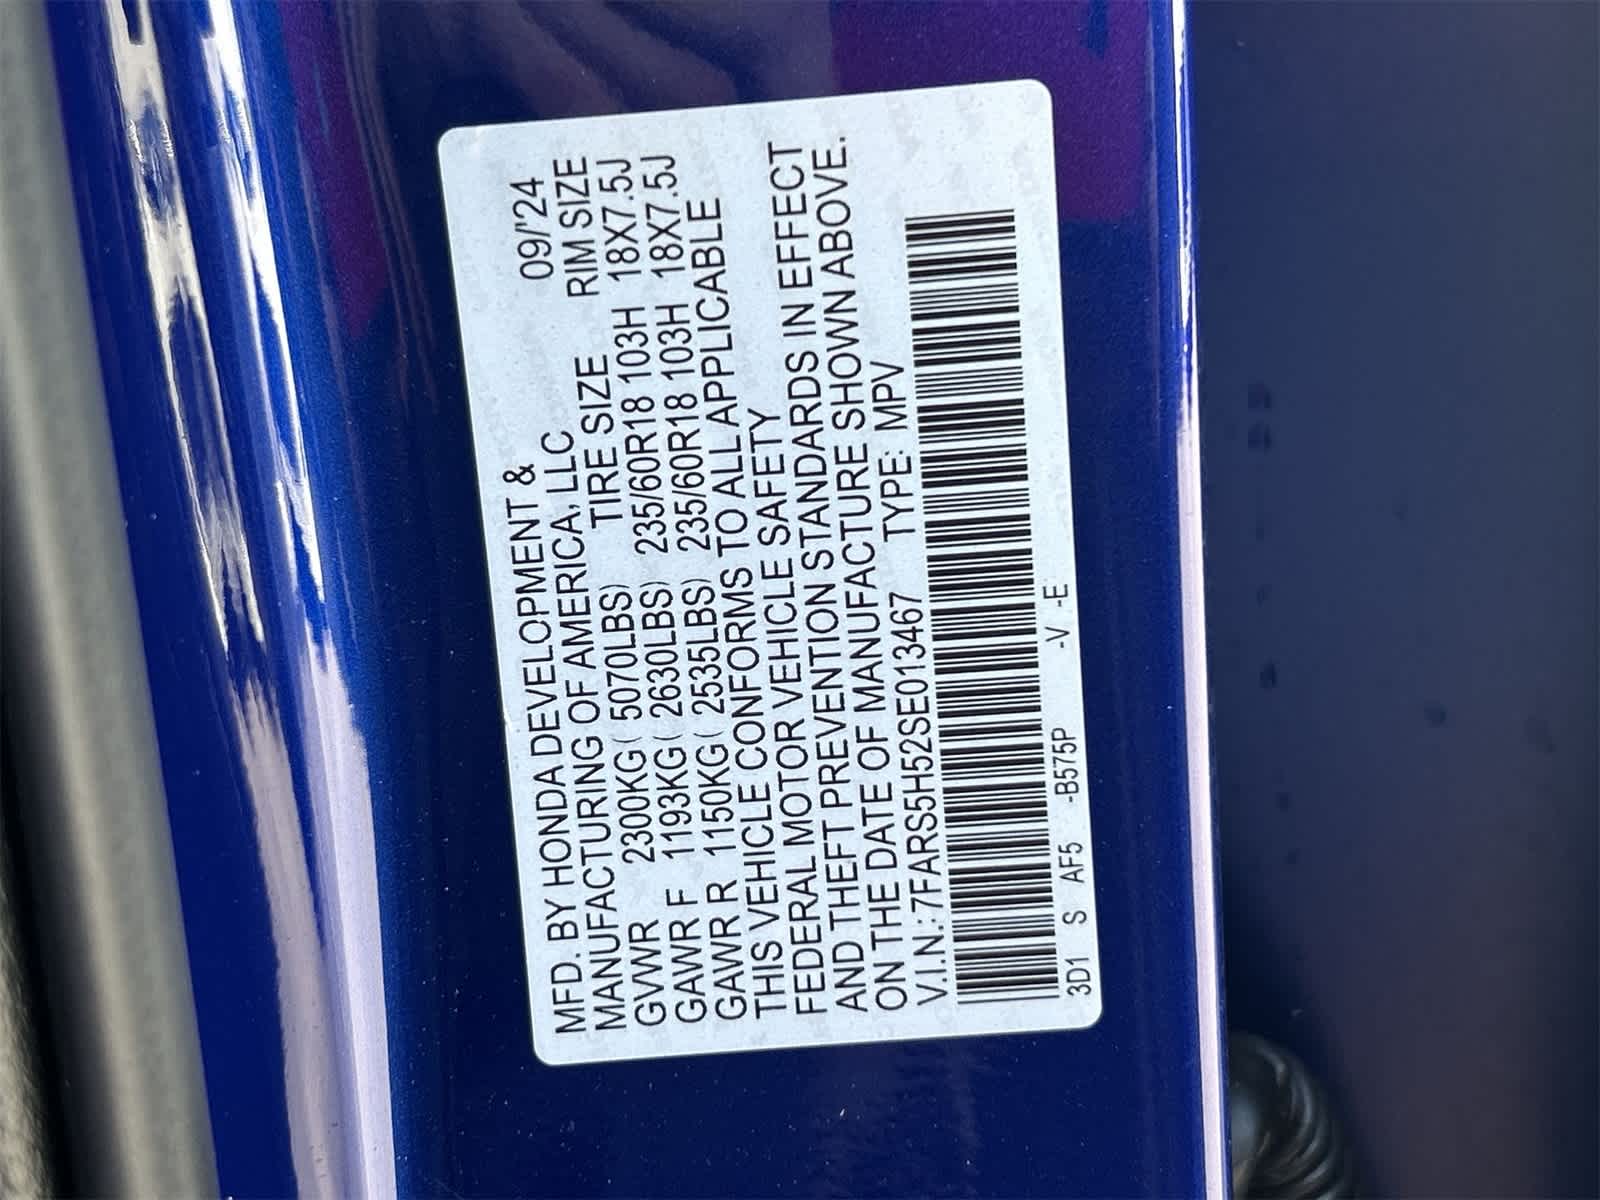 MFD. BY HONDA DEVELOPMENT & 09/'24
MANUFACTURING OF AMERICA, LLC RIM SIZE
TIRE SIZE
GVWR 2300KG ( 5070LBS) 235/60R18 103H 18X7.5J
GAWR F 1193KG ( 2630LBS) 235/60R18 103H 18X7.5J
GAWR R 1150KG ( 2535LBS)
THIS VEHICLE CONFORMS TO ALL APPLICABLE
FEDERAL MOTOR VEHICLE SAFETY
AND THEFT PREVENTION STANDARDS IN EFFECT
ON THE DATE OF MANUFACTURE SHOWN ABOVE.
V.I.N.: 7FARS5H52SE013467 TYPE: MPV
3D1 S AF5 -B575P -V -E